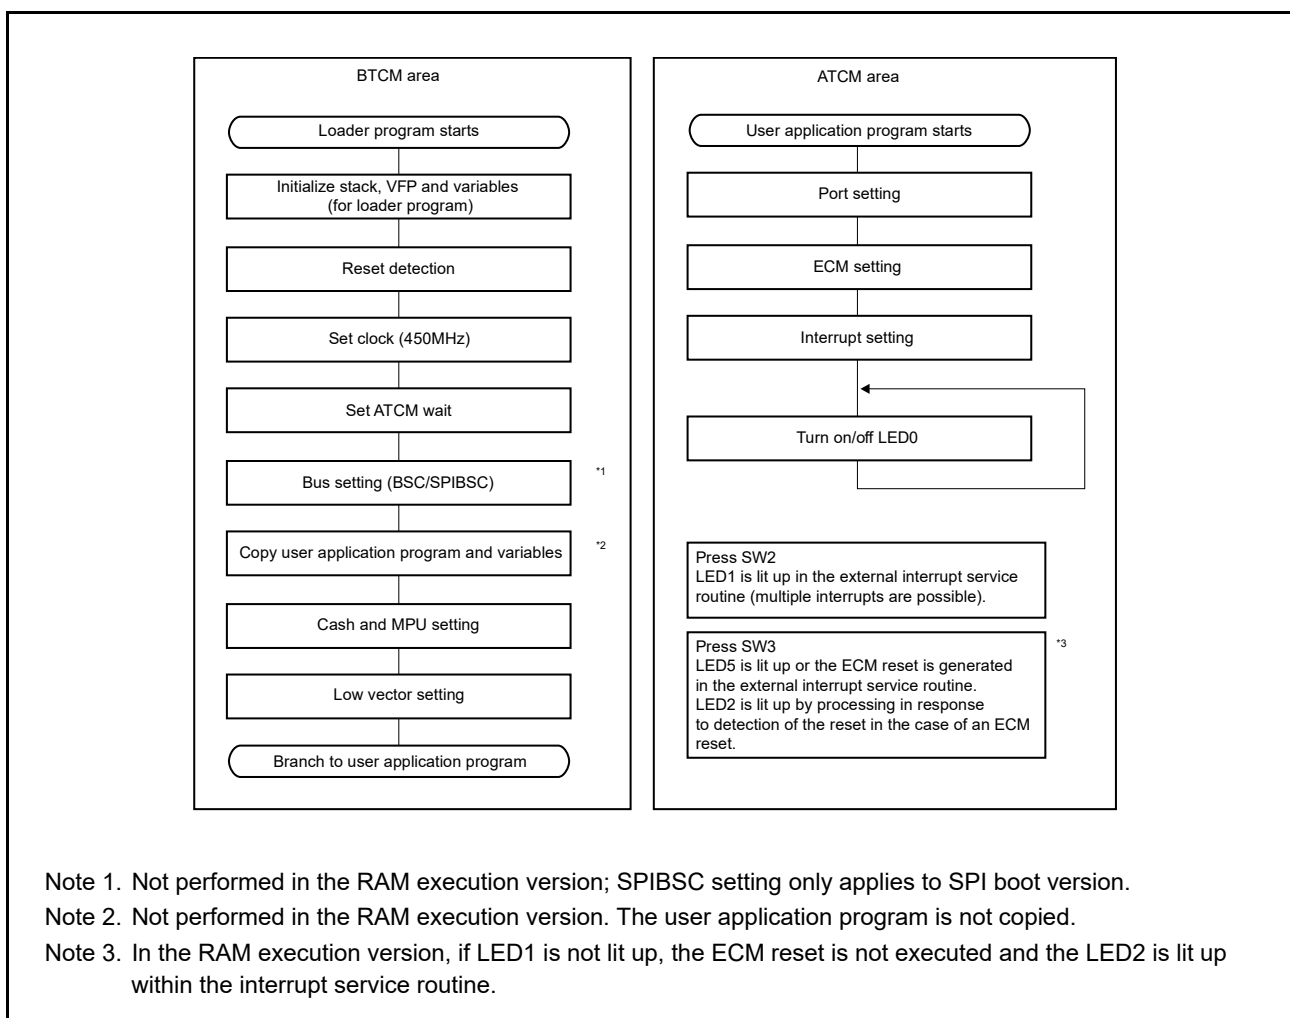 BTCM area
Loader program starts
Initialize stack, VFP and variables
(for loader program)
Reset detection
Set clock (450MHz)
Set ATCM wait
Bus setting (BSC/SPIBSC)
*1
Copy user application program and variables
*2
Cash and MPU setting
Low vector setting
Branch to user application program
ATCM area
User application program starts
Port setting
ECM setting
Interrupt setting
Turn on/off LED0
Press SW2
LED1 is lit up in the external interrupt service
routine (multiple interrupts are possible).
Press SW3
*3
LED5 is lit up or the ECM reset is generated
in the external interrupt service routine.
LED2 is lit up by processing in response
to detection of the reset in the case of an ECM
reset.
Note 1. Not performed in the RAM execution version; SPIBSC setting only applies to SPI boot version.
Note 2. Not performed in the RAM execution version. The user application program is not copied.
Note 3. In the RAM execution version, if LED1 is not lit up, the ECM reset is not executed and the LED2 is lit up
within the interrupt service routine.